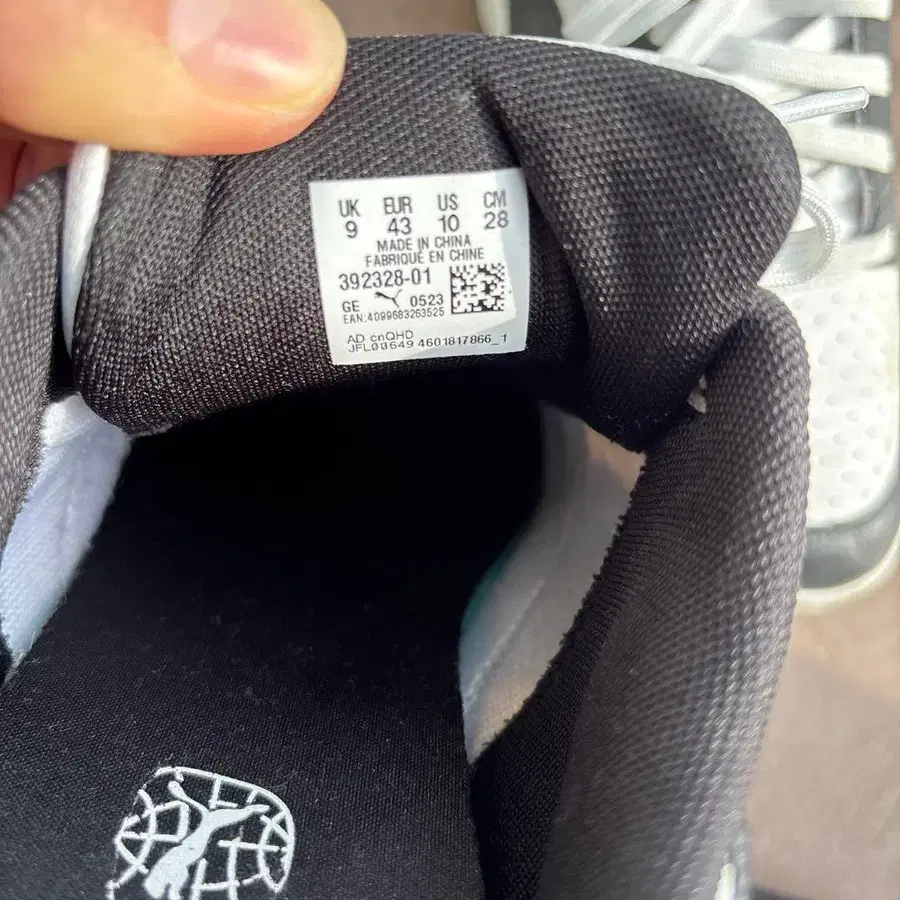 UK EUR US CM
9 43 10 28
MADE IN CHINA
FABRIQUÉ EN CHINE
392328-01
GE 0523
EAN:4099683263525
AD cnQHD
JFL00649 4601817866_1